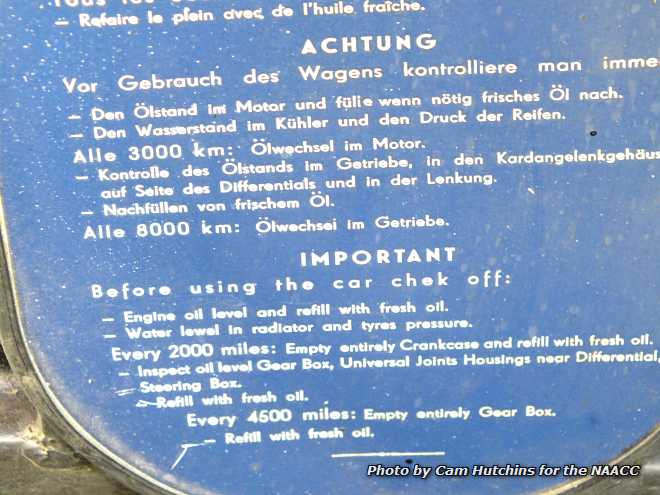 - Refaire le plein avec de l'huile fraîche.
ACHTUNG
Vor Gebrauch des Wagens kontrolliere man imme
- Den Ölstand im Motor und fülle wenn nötig frisches Öl nach.
- Den Wasserstand im Kühler und den Druck der Reifen.
Alle 3000 km: Ölwechsel im Motor.
- Kontrolle des Ölstands im Getriebe, in den Kardangelenkgehäus
auf Seite des Differentials und in der Lenkung.
- Nachfüllen von frischem Öl.
Alle 8000 km: Ölwechsel im Getriebe.
IMPORTANT
Before using the car chek off:
- Engine oil level and refill with fresh oil.
- Water lewel in radiator and tyres pressure.
Every 2000 miles: Empty entirely Crankcase and refill with fresh oil.
- Inspect oil level Gear Box, Universal Joints Housings near Differential,
Steering Box.
- Refill with fresh oil.
Every 4500 miles: Empty entirely Gear Box.
- Refill with fresh oil.
Photo by Cam Hutchins for the NAACC